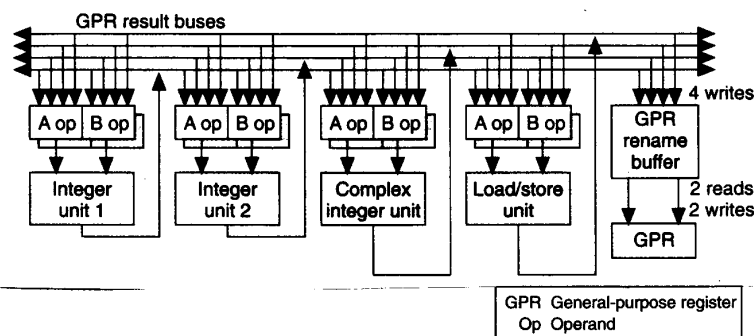 GPR result buses
4 writes
A op B op
A op B op
A op B op
A op B op
GPR
rename
buffer
Integer
unit 1
Integer
unit 2
Complex
integer unit
Load/store
unit
2 reads
2 writes
GPR
GPR General-purpose register
Op Operand